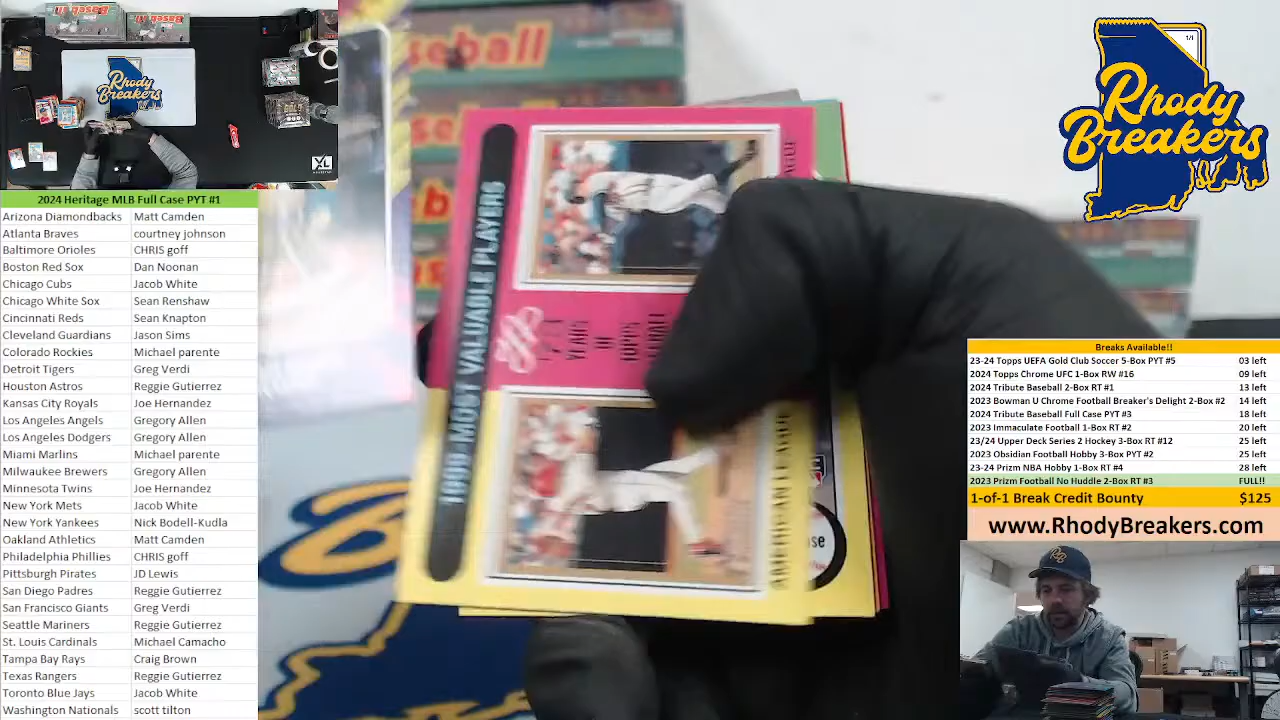 2024 Heritage MLB Full Case PYT #1
Arizona Diamondbacks Matt Camden
Atlanta Braves courtney johnson
Baltimore Orioles CHRIS goff
Boston Red Sox Dan Noonan
Chicago Cubs Jacob White
Chicago White Sox Sean Renshaw
Cincinnati Reds Sean Knapton
Cleveland Guardians Jason Sims
Colorado Rockies Michael parente
Detroit Tigers Greg Verdi
Houston Astros Reggie Gutierrez
Kansas City Royals Joe Hernandez
Los Angeles Angels Gregory Allen
Los Angeles Dodgers Gregory Allen
Miami Marlins Michael parente
Milwaukee Brewers Gregory Allen
Minnesota Twins Joe Hernandez
New York Mets Jacob White
New York Yankees Nick Bodell-Kudla
Oakland Athletics Matt Camden
Philadelphia Phillies CHRIS goff
Pittsburgh Pirates JD Lewis
San Diego Padres Reggie Gutierrez
San Francisco Giants Greg Verdi
Seattle Mariners Reggie Gutierrez
St. Louis Cardinals Michael Camacho
Tampa Bay Rays Craig Brown
Texas Rangers Reggie Gutierrez
Toronto Blue Jays Jacob White
Washington Nationals scott tilton
Baseball
Baseball
Rhody
Breakers
XL
seball
MOST VALUABLE PLAYERS
1/1
Rhody
Breakers
Breaks Available!!
23-24 Topps UEFA Gold Club Soccer 5-Box PYT #5 03 left
2024 Topps Chrome UFC 1-Box RW #16 09 left
2024 Tribute Baseball 2-Box RT #1 13 left
2023 Bowman U Chrome Football Breaker's Delight 2-Box #2 14 left
2024 Tribute Baseball Full Case PYT #3 18 left
2023 Immaculate Football 1-Box RT #2 20 left
23/24 Upper Deck Series 2 Hockey 3-Box RT #12 25 left
2023 Obsidian Football Hobby 3-Box PYT #2 25 left
23-24 Prizm NBA Hobby 1-Box RT #4 28 left
2023 Prizm Football No Huddle 2-Box RT #3 FULL!!
1-of-1 Break Credit Bounty $125
www.RhodyBreakers.com